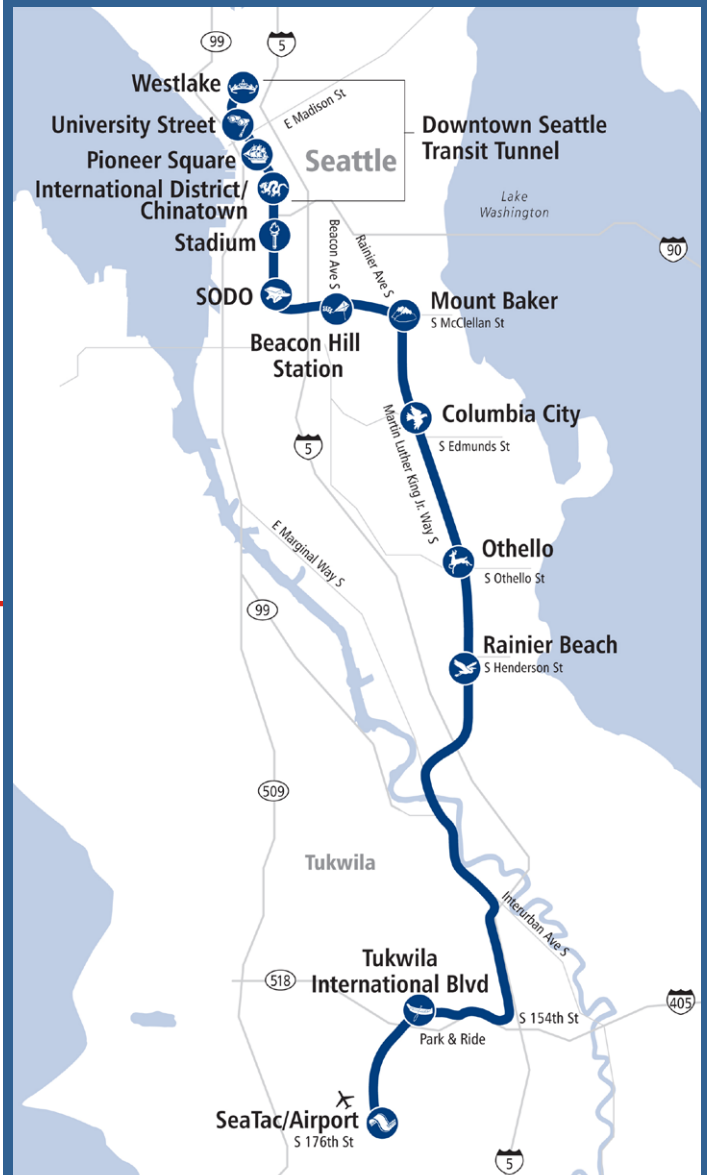 99
5
Westlake
E Madison St
University Street
Downtown Seattle
Transit Tunnel
Pioneer Square
Seattle
International District/
Chinatown
Lake
Washington
Stadium
Beacon Ave S
Rainier Ave S
90
SODO
Mount Baker
S McClellan St
Beacon Hill
Station
Columbia City
S Edmunds St
5
Martin Luther King Jr. Way S
E Marginal Way S
Othello
S Othello St
99
Rainier Beach
S Henderson St
509
Tukwila
Interurban Ave S
Tukwila
International Blvd
518
405
S 154th St
Park & Ride
SeaTac/Airport
S 176th St
5